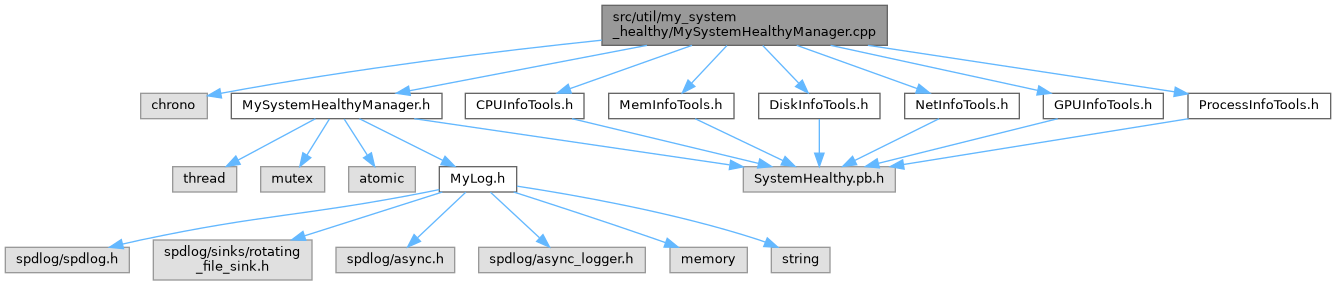 src/util/my_system
_healthy/MySystemHealthyManager.cpp
chrono
MySystemHealthyManager.h
CPUInfoTools.h
MemInfoTools.h
DiskInfoTools.h
NetInfoTools.h
GPUInfoTools.h
ProcessInfoTools.h
thread
mutex
atomic
MyLog.h
SystemHealthy.pb.h
spdlog/spdlog.h
spdlog/sinks/rotating
_file_sink.h
spdlog/async.h
spdlog/async_logger.h
memory
string